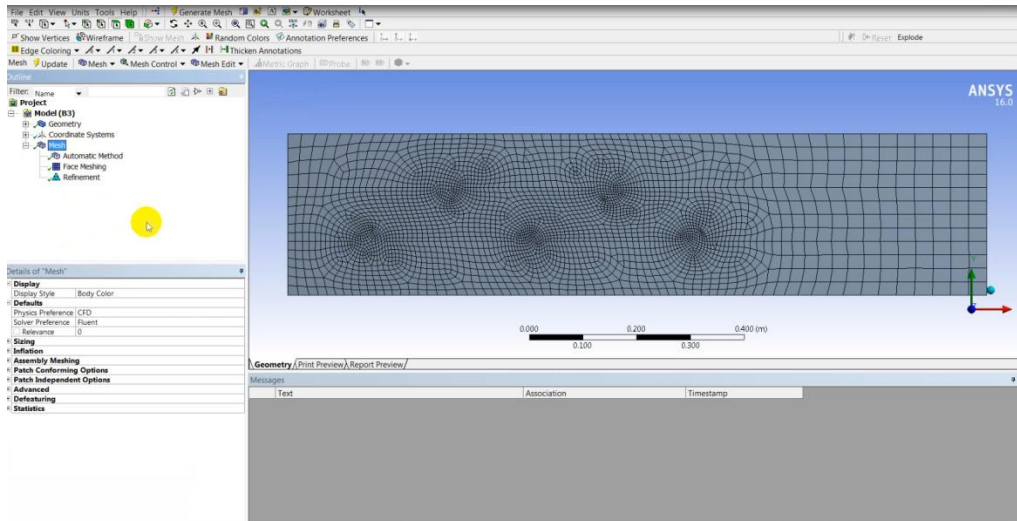 File Edit View Units Tools Help Generate Mesh Worksheet
Show Vertices Wireframe Show Mesh Random Colors Annotation Preferences Reset Explode
Edge Coloring Thicken Annotations
Mesh Update Mesh Mesh Control Mesh Edit Metric Graph Probe
Outline
Filter: Name
Project
Model (B3)
Geometry
Coordinate Systems
Mesh
Automatic Method
Face Meshing
Refinement
ANSYS
16.0
0.000 0.200 0.400 (m)
0.100 0.300
Details of "Mesh"
Display
Display Style Body Color
Defaults
Physics Preference CFD
Solver Preference Fluent
Relevance 0
Sizing
Inflation
Assembly Meshing
Patch Conforming Options
Patch Independent Options
Advanced
Defeaturing
Statistics
Geometry Print Preview Report Preview
Messages
Text Association Timestamp